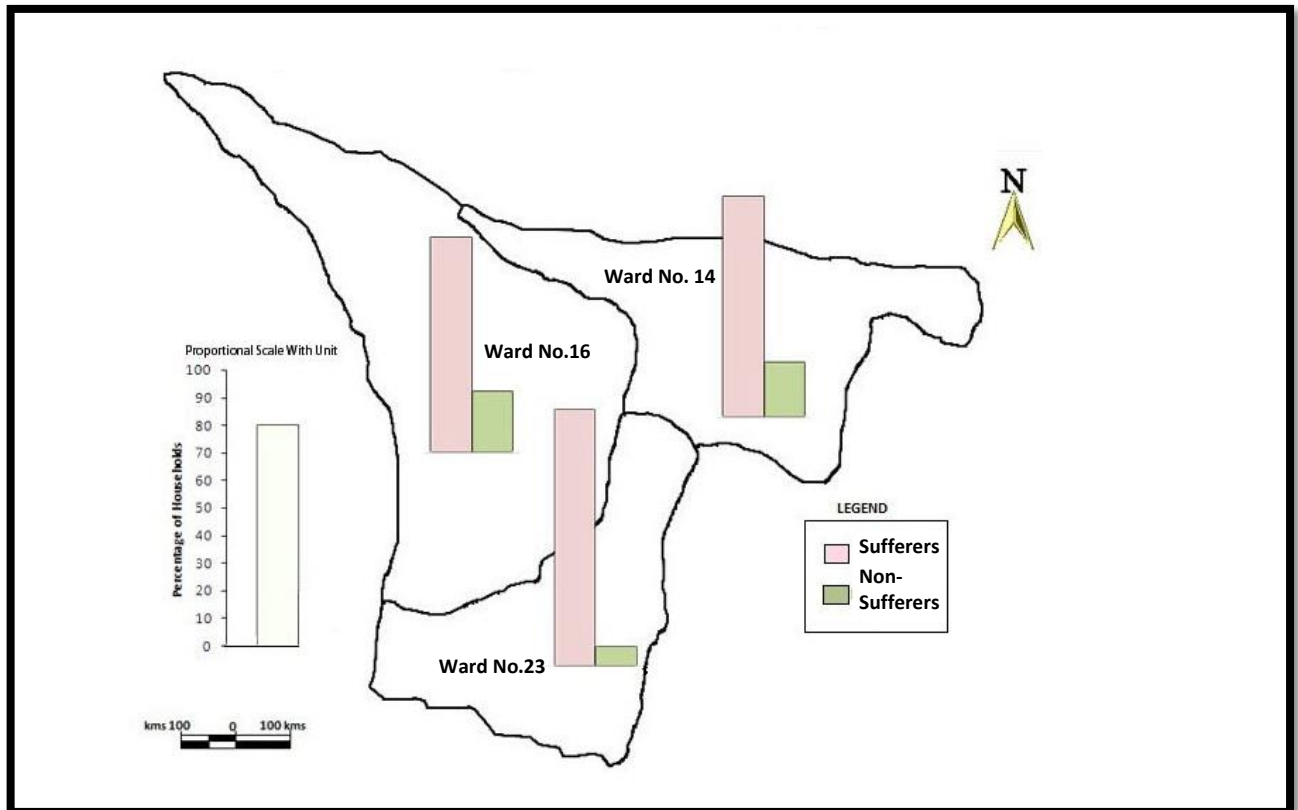 N
Ward No. 14
Ward No.16
Proportional Scale With Unit
100
90
80
70
60
50
40
30
20
10
0
Percentage of Households
LEGEND
Sufferers
Non-
Sufferers
Ward No.23
kms 100 0 100 kms